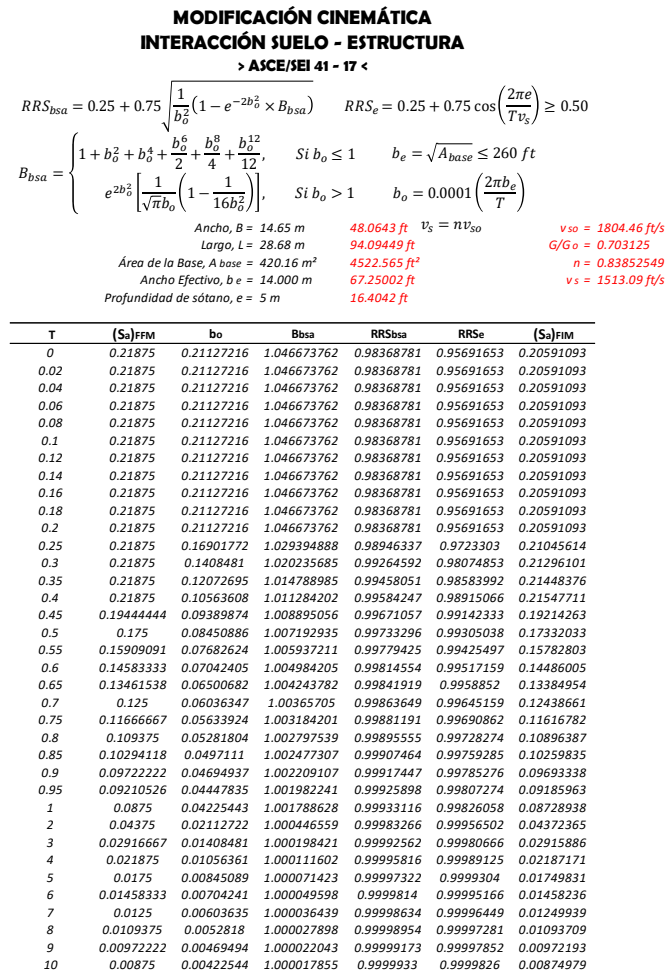 MODIFICACIÓN CINEMÁTICA
INTERACCIÓN SUELO - ESTRUCTURA
> ASCE/SEI 41 - 17 <
RRS_bsa = 0.25 + 0.75 √(1/b_o² (1 − e^(−2b_o²) × B_bsa)) RRS_e = 0.25 + 0.75 cos(2πe/Tv_s) ≥ 0.50
B_bsa = { 1 + b_o² + b_o⁴ + b_o⁶/2 + b_o⁸/4 + b_o¹²/12, Si b_o ≤ 1 b_e = √A_base ≤ 260 ft
e^(2b_o²) [1/(√π b_o) (1 − 1/(16b_o²))], Si b_o > 1 b_o = 0.0001 (2πb_e/T)
Ancho, B = 14.65 m 48.0643 ft v_s = nv_so v so = 1804.46 ft/s
Largo, L = 28.68 m 94.09449 ft G/G o = 0.703125
Área de la Base, A base = 420.16 m² 4522.565 ft² n = 0.83852549
Ancho Efectivo, b e = 14.000 m 67.25002 ft v s = 1513.09 ft/s
Profundidad de sótano, e = 5 m 16.4042 ft
T (Sa)FFM bo Bbsa RRSbsa RRSe (Sa)FIM
0 0.21875 0.21127216 1.046673762 0.98368781 0.95691653 0.20591093
0.02 0.21875 0.21127216 1.046673762 0.98368781 0.95691653 0.20591093
0.04 0.21875 0.21127216 1.046673762 0.98368781 0.95691653 0.20591093
0.06 0.21875 0.21127216 1.046673762 0.98368781 0.95691653 0.20591093
0.08 0.21875 0.21127216 1.046673762 0.98368781 0.95691653 0.20591093
0.1 0.21875 0.21127216 1.046673762 0.98368781 0.95691653 0.20591093
0.12 0.21875 0.21127216 1.046673762 0.98368781 0.95691653 0.20591093
0.14 0.21875 0.21127216 1.046673762 0.98368781 0.95691653 0.20591093
0.16 0.21875 0.21127216 1.046673762 0.98368781 0.95691653 0.20591093
0.18 0.21875 0.21127216 1.046673762 0.98368781 0.95691653 0.20591093
0.2 0.21875 0.21127216 1.046673762 0.98368781 0.95691653 0.20591093
0.25 0.21875 0.16901772 1.029394888 0.98946337 0.9723303 0.21045614
0.3 0.21875 0.1408481 1.020235685 0.99264592 0.98074853 0.21296101
0.35 0.21875 0.12072695 1.014788985 0.99458051 0.98583992 0.21448376
0.4 0.21875 0.10563608 1.011284202 0.99584247 0.98915066 0.21547711
0.45 0.19444444 0.09389874 1.008895056 0.99671057 0.99142333 0.19214263
0.5 0.175 0.08450886 1.007192935 0.99733296 0.99305038 0.17332033
0.55 0.15909091 0.07682624 1.005937211 0.99779425 0.99425497 0.15782803
0.6 0.14583333 0.07042405 1.004984205 0.99814554 0.99517159 0.14486005
0.65 0.13461538 0.06500682 1.004243782 0.99841919 0.9958852 0.13384954
0.7 0.125 0.06036347 1.00365705 0.99863649 0.99645159 0.12438661
0.75 0.11666667 0.05633924 1.003184201 0.99881191 0.99690862 0.11616782
0.8 0.109375 0.05281804 1.002797539 0.99895555 0.99728274 0.10896387
0.85 0.10294118 0.0497111 1.002477307 0.99907464 0.99759285 0.10259835
0.9 0.09722222 0.04694937 1.002209107 0.99917447 0.99785276 0.09693338
0.95 0.09210526 0.04447835 1.001982241 0.99925898 0.99807274 0.09185963
1 0.0875 0.04225443 1.001788628 0.99933116 0.99826058 0.08728938
2 0.04375 0.02112722 1.000446559 0.99983266 0.99956502 0.04372365
3 0.02916667 0.01408481 1.000198421 0.99992562 0.99980666 0.02915886
4 0.021875 0.01056361 1.000111602 0.99995816 0.99989125 0.02187171
5 0.0175 0.00845089 1.000071423 0.99997322 0.9999304 0.01749831
6 0.01458333 0.00704241 1.000049598 0.9999814 0.99995166 0.01458236
7 0.0125 0.00603635 1.000036439 0.99998634 0.99996449 0.01249939
8 0.0109375 0.0052818 1.000027898 0.99998954 0.99997281 0.01093709
9 0.00972222 0.00469494 1.000022043 0.99999173 0.99997852 0.00972193
10 0.00875 0.00422544 1.000017855 0.9999933 0.9999826 0.00874979